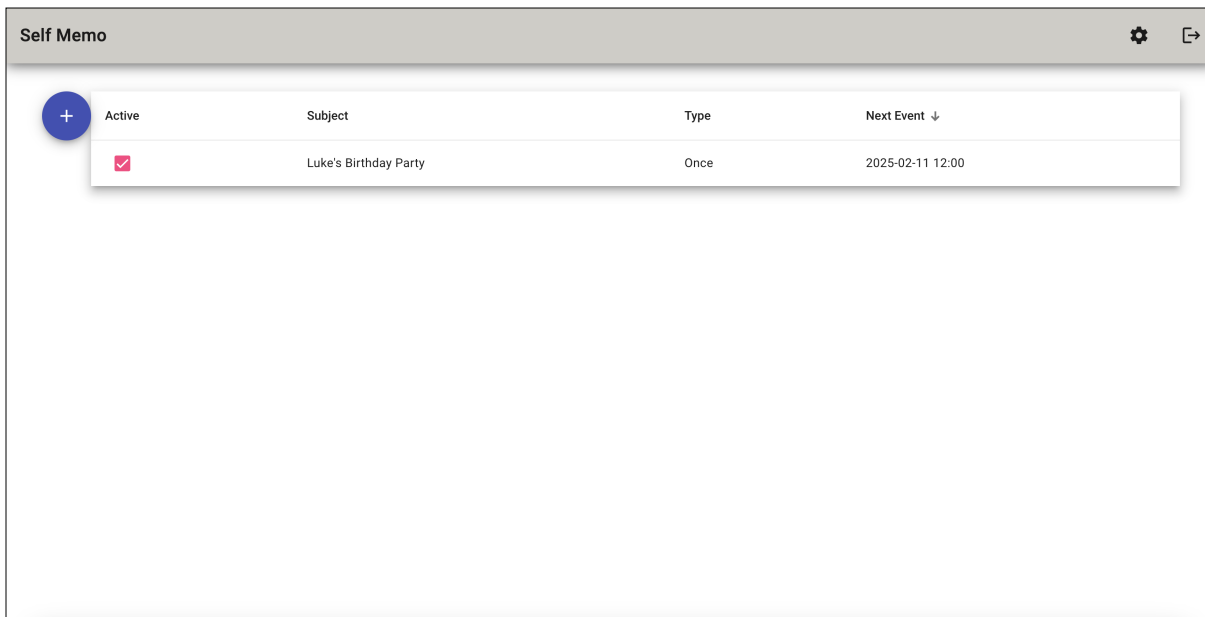 Self Memo
Active Subject Type Next Event
Luke's Birthday Party Once 2025-02-11 12:00